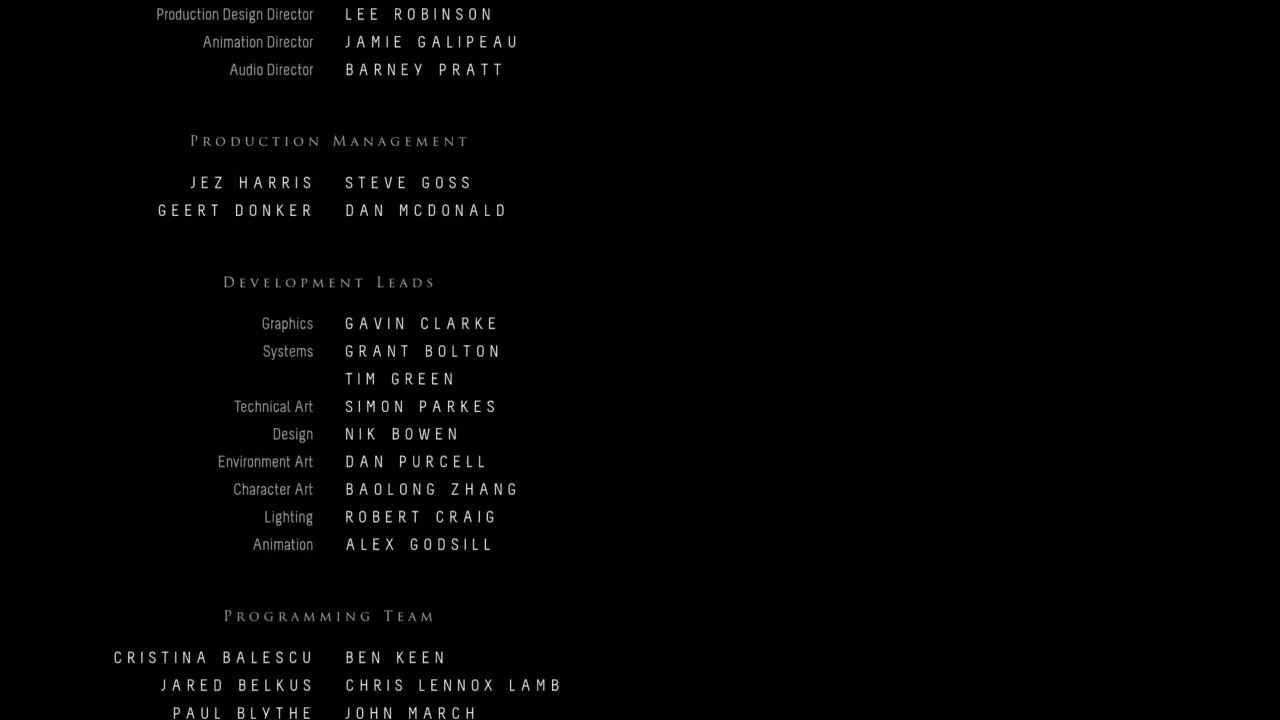 Production Design Director LEE ROBINSON
Animation Director JAMIE GALIPEAU
Audio Director BARNEY PRATT
PRODUCTION MANAGEMENT
JEZ HARRIS STEVE GOSS
GEERT DONKER DAN MCDONALD
DEVELOPMENT LEADS
Graphics GAVIN CLARKE
Systems GRANT BOLTON
TIM GREEN
Technical Art SIMON PARKES
Design NIK BOWEN
Environment Art DAN PURCELL
Character Art BAOLONG ZHANG
Lighting ROBERT CRAIG
Animation ALEX GODSILL
PROGRAMMING TEAM
CRISTINA BALESCU BEN KEEN
JARED BELKUS CHRIS LENNOX LAMB
PAUL BLYTHE JOHN MARCH